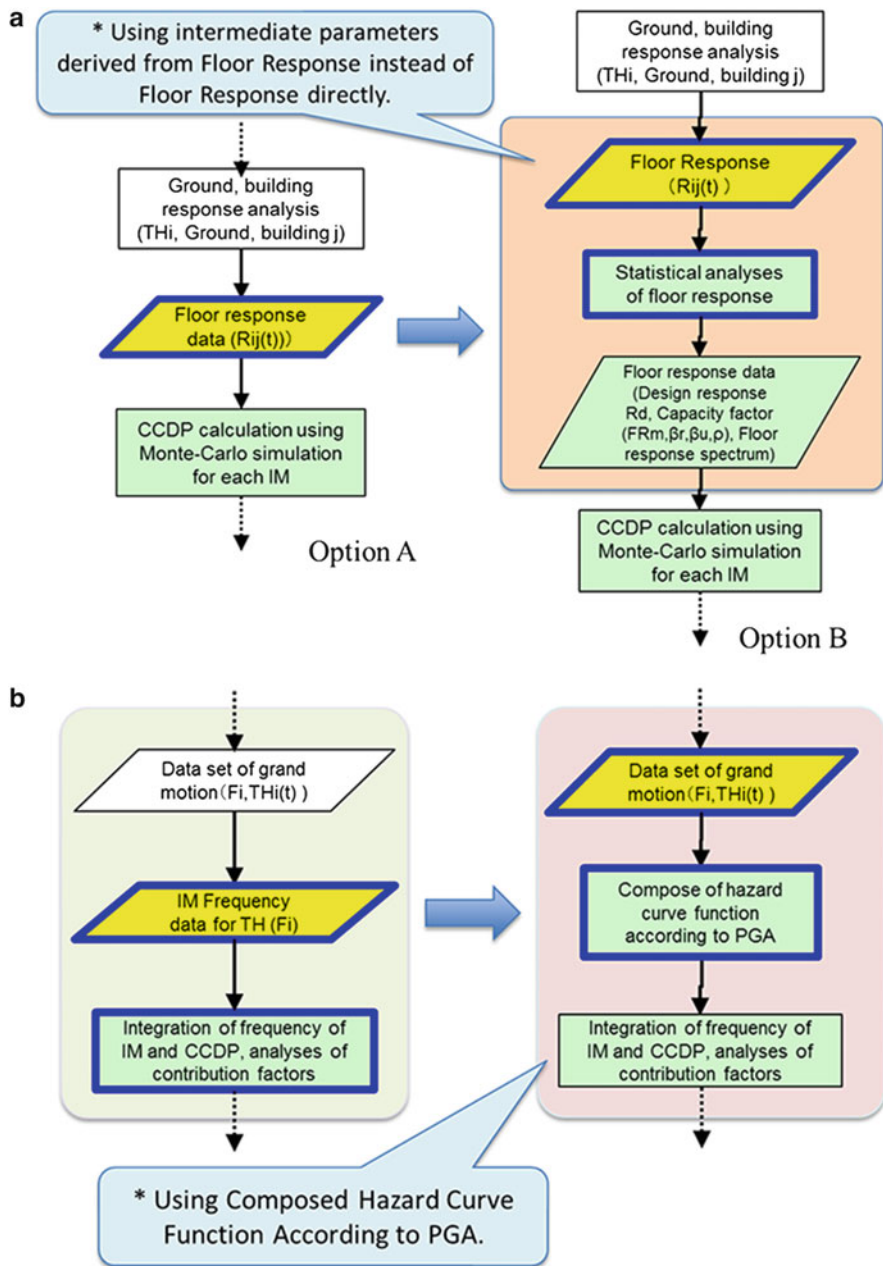 a
* Using intermediate parameters
derived from Floor Response instead of
Floor Response directly.
Ground, building
response analysis
(THi, Ground, building j)
Floor response
data (Rij(t))
CCDP calculation using
Monte-Carlo simulation
for each IM
Option A
Ground, building
response analysis
(THi, Ground, building j)
Floor Response
(Rij(t) )
Statistical analyses
of floor response
Floor response data
(Design response
Rd, Capacity factor
(FRm,βr,βu,ρ), Floor
response spectrum)
CCDP calculation using
Monte-Carlo simulation
for each IM
Option B
b
Data set of grand
motion(Fi,THi(t) )
IM Frequency
data for TH (Fi)
Integration of frequency of
IM and CCDP, analyses of
contribution factors
Data set of grand
motion(Fi,THi(t) )
Compose of hazard
curve function
according to PGA
Integration of frequency of
IM and CCDP, analyses of
contribution factors
* Using Composed Hazard Curve
Function According to PGA.